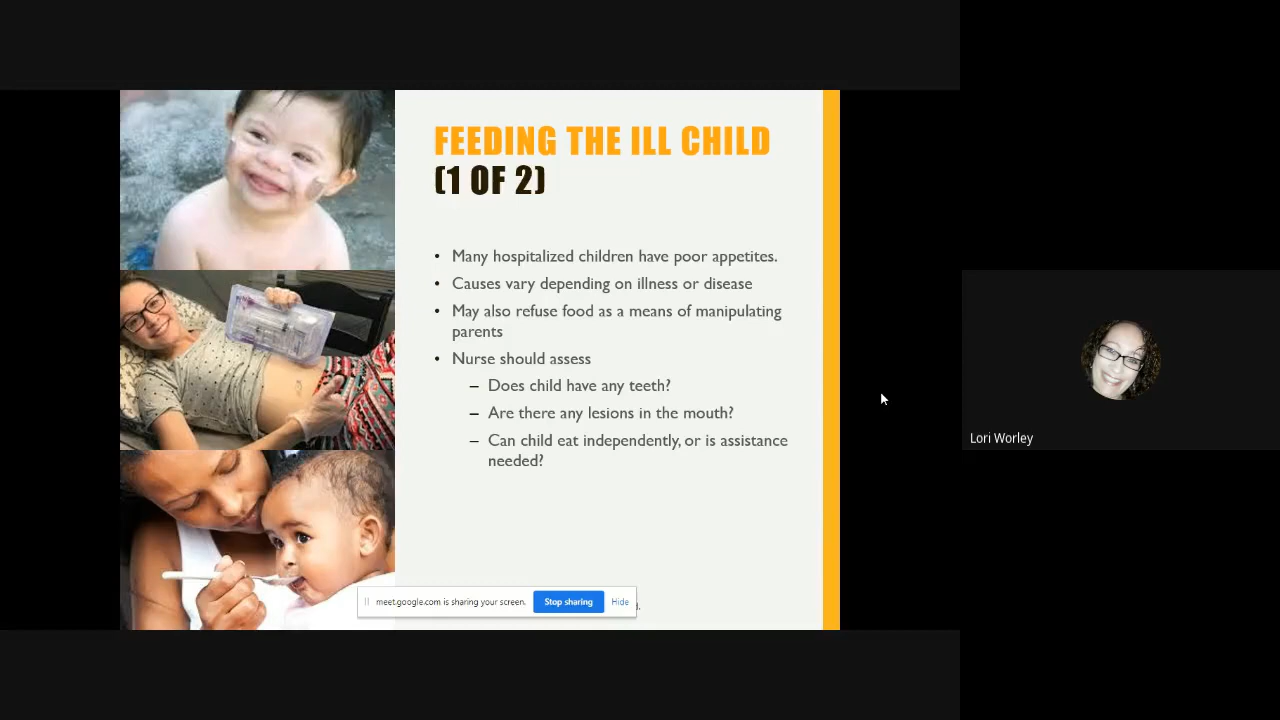 FEEDING THE ILL CHILD
(1 OF 2)
• Many hospitalized children have poor appetites.
• Causes vary depending on illness or disease
• May also refuse food as a means of manipulating
parents
• Nurse should assess
– Does child have any teeth?
– Are there any lesions in the mouth?
– Can child eat independently, or is assistance
needed?
meet.google.com is sharing your screen.
Stop sharing
Hide
Lori Worley